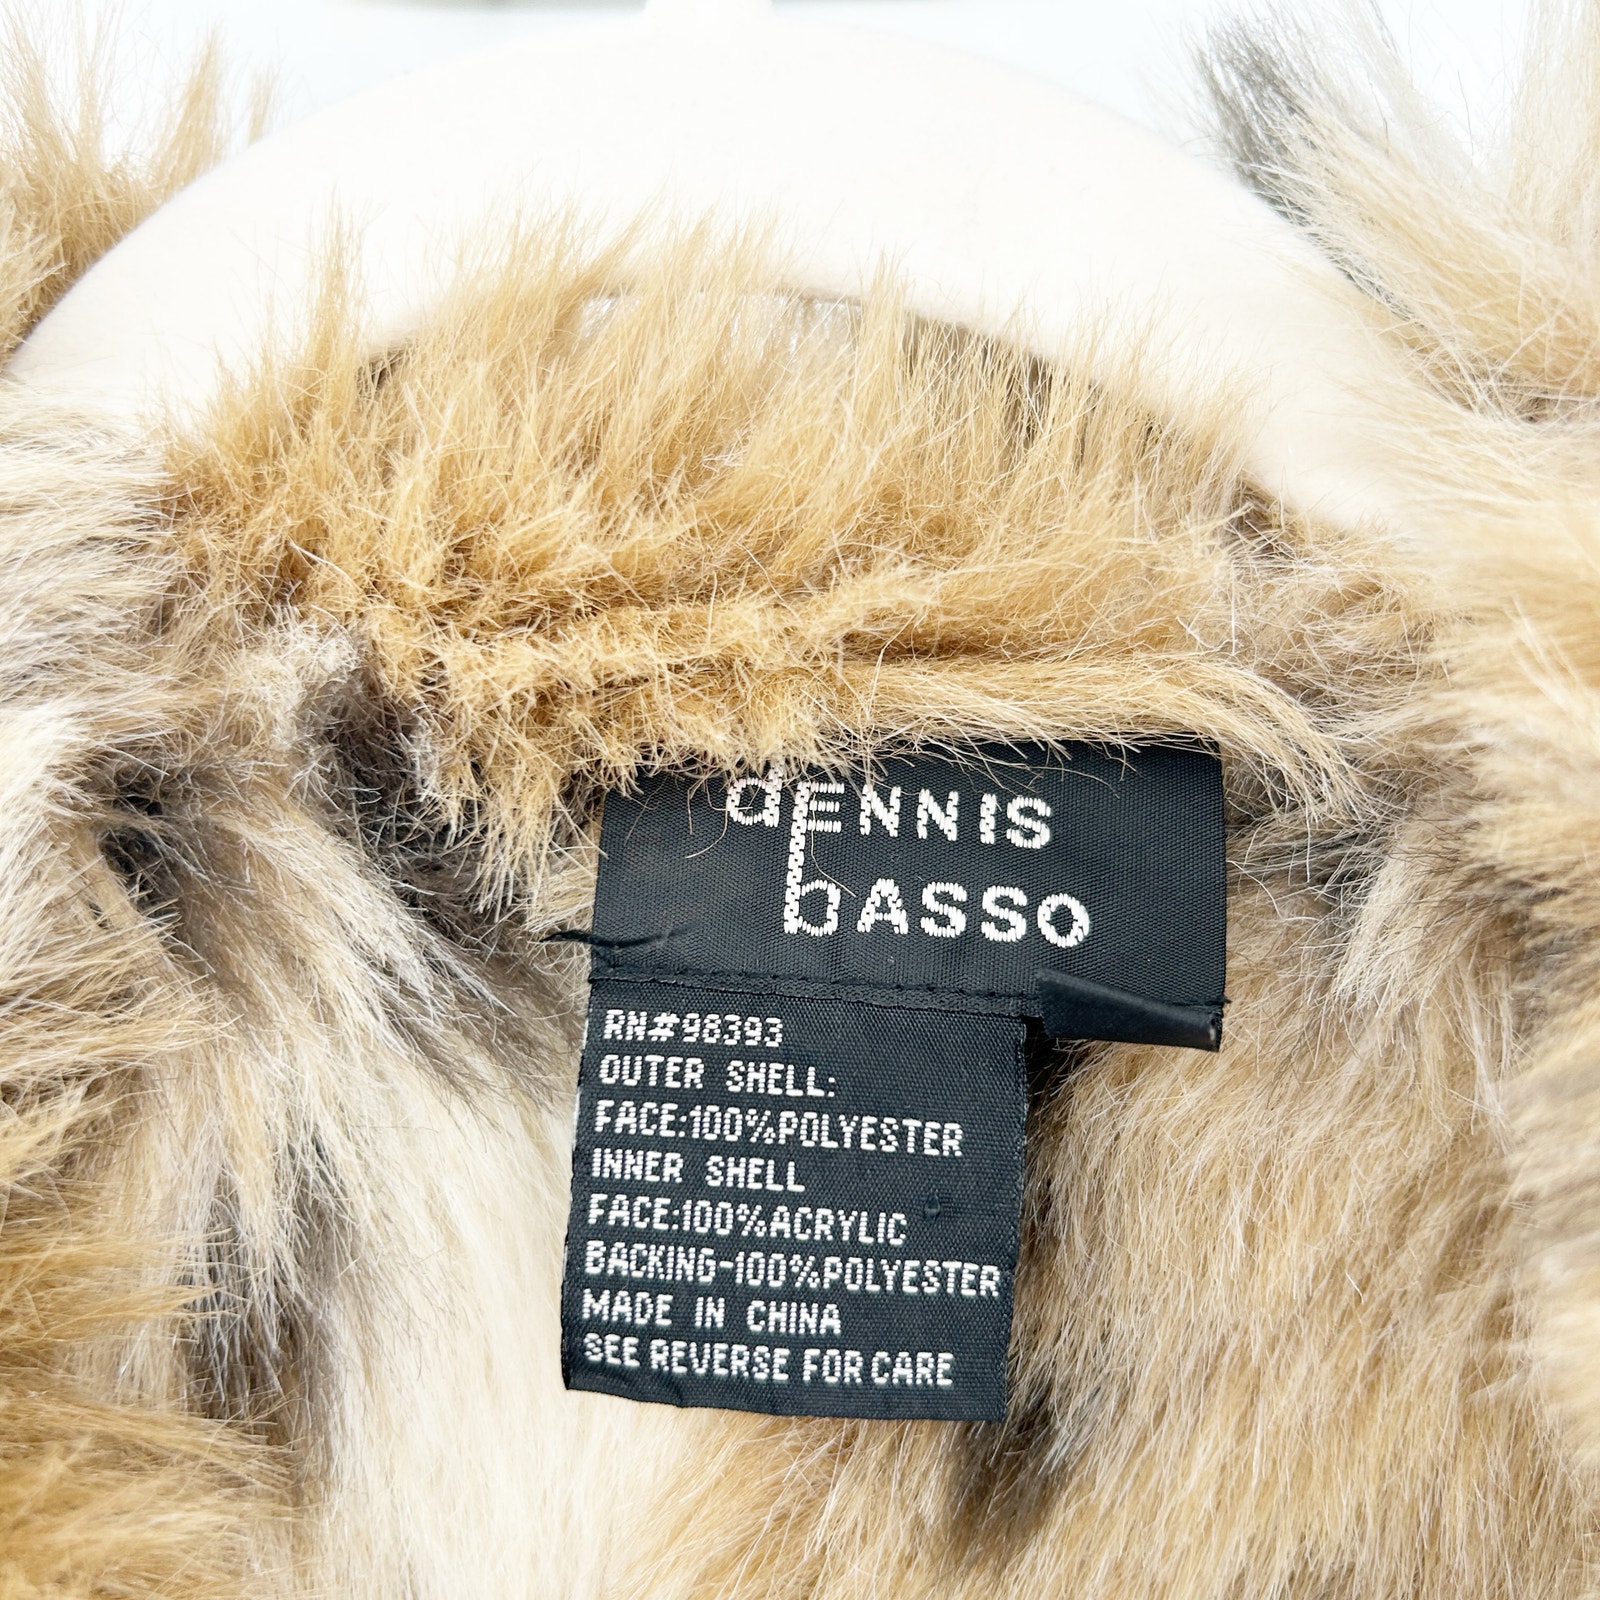 dENNIS
bASSO
RN#98393
OUTER SHELL:
FACE:100%POLYESTER
INNER SHELL
FACE:100%ACRYLIC
BACKING-100%POLYESTER
MADE IN CHINA
SEE REVERSE FOR CARE